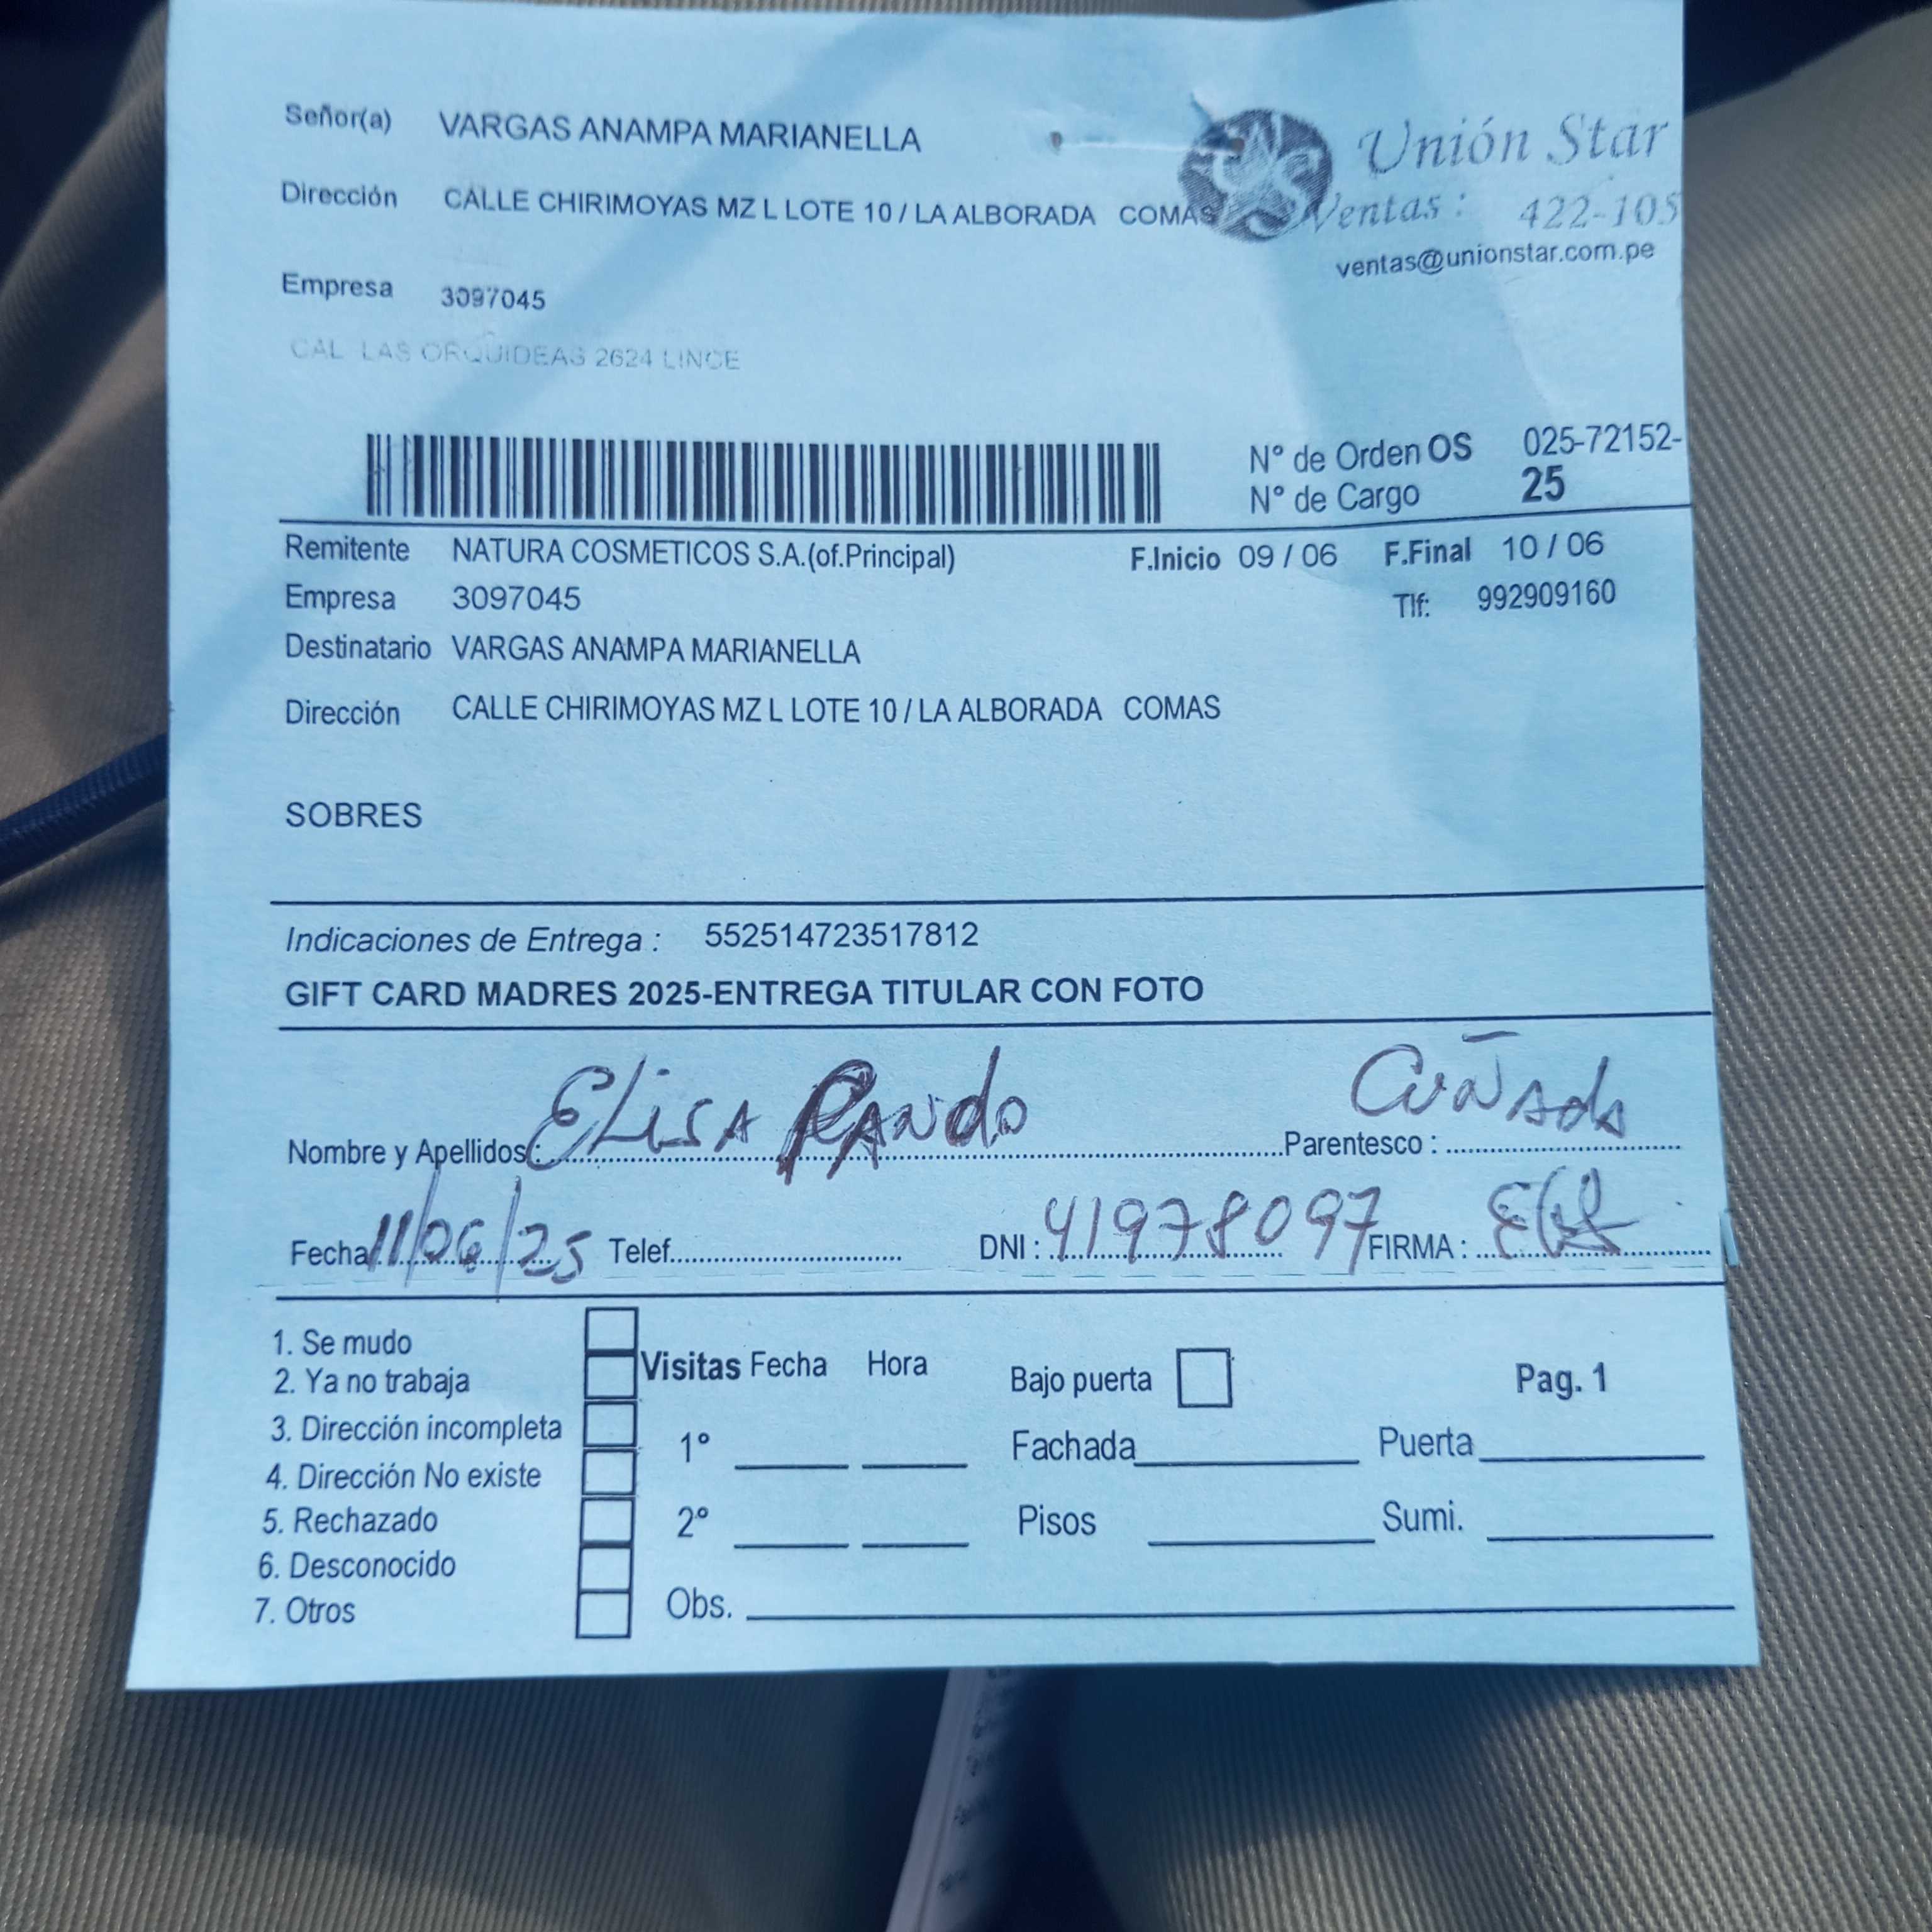 Señor(a) VARGAS ANAMPA MARIANELLA
Unión Star
Dirección CALLE CHIRIMOYAS MZ L LOTE 10 / LA ALBORADA COMAS
Ventas : 422-105
ventas@unionstar.com.pe
Empresa 3097045
CAL LAS ORQUIDEAS 2624 LINCE
N° de Orden OS 025-72152-
N° de Cargo 25
Remitente NATURA COSMETICOS S.A.(of.Principal) F.Inicio 09 / 06 F.Final 10 / 06
Empresa 3097045 Tlf: 992909160
Destinatario VARGAS ANAMPA MARIANELLA
Dirección CALLE CHIRIMOYAS MZ L LOTE 10 / LA ALBORADA COMAS
SOBRES
Indicaciones de Entrega : 552514723517812
GIFT CARD MADRES 2025-ENTREGA TITULAR CON FOTO
Nombre y Apellidos: Elisa Rando Parentesco : Cuñada
Fecha 11/06/25 Telef. DNI : 41978097 FIRMA :
1. Se mudo
2. Ya no trabaja
3. Dirección incompleta
4. Dirección No existe
5. Rechazado
6. Desconocido
7. Otros
Visitas Fecha Hora Bajo puerta Pag. 1
1° Fachada Puerta
2° Pisos Sumi.
Obs.